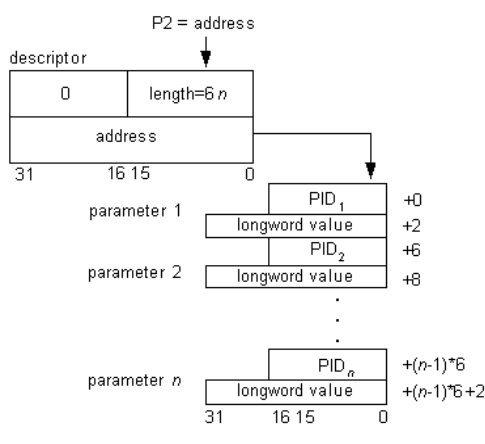 P2 = address
descriptor
0 length=6n
address
31 16 15 0
PID1 +0
parameter 1
longword value +2
PID2 +6
parameter 2 longword value +8
PIDn +(n-1)*6
parameter n
longword value +(n-1)*6+2
31 16 15 0